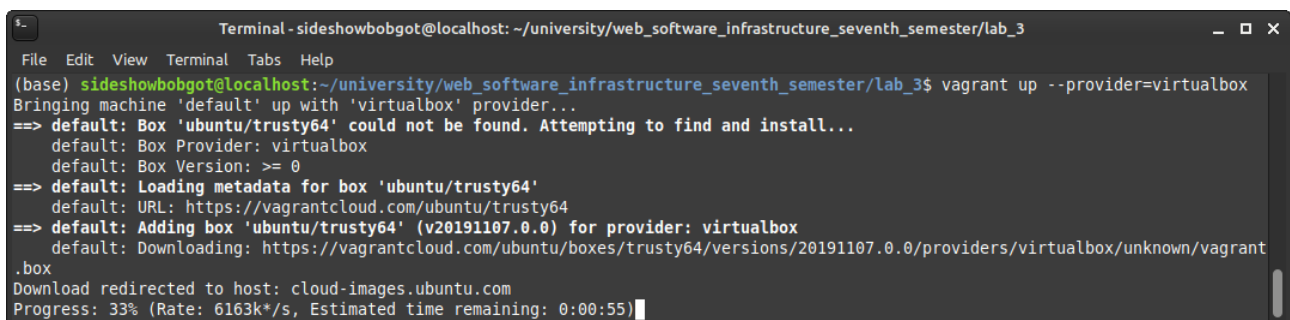 Terminal - sideshowbobgot@localhost: ~/university/web_software_infrastructure_seventh_semester/lab_3
File Edit View Terminal Tabs Help
(base) sideshowbobgot@localhost:~/university/web_software_infrastructure_seventh_semester/lab_3$ vagrant up --provider=virtualbox
Bringing machine 'default' up with 'virtualbox' provider...
==> default: Box 'ubuntu/trusty64' could not be found. Attempting to find and install...
    default: Box Provider: virtualbox
    default: Box Version: >= 0
==> default: Loading metadata for box 'ubuntu/trusty64'
    default: URL: https://vagrantcloud.com/ubuntu/trusty64
==> default: Adding box 'ubuntu/trusty64' (v20191107.0.0) for provider: virtualbox
    default: Downloading: https://vagrantcloud.com/ubuntu/boxes/trusty64/versions/20191107.0.0/providers/virtualbox/unknown/vagrant
.box
Download redirected to host: cloud-images.ubuntu.com
Progress: 33% (Rate: 6163k*/s, Estimated time remaining: 0:00:55)